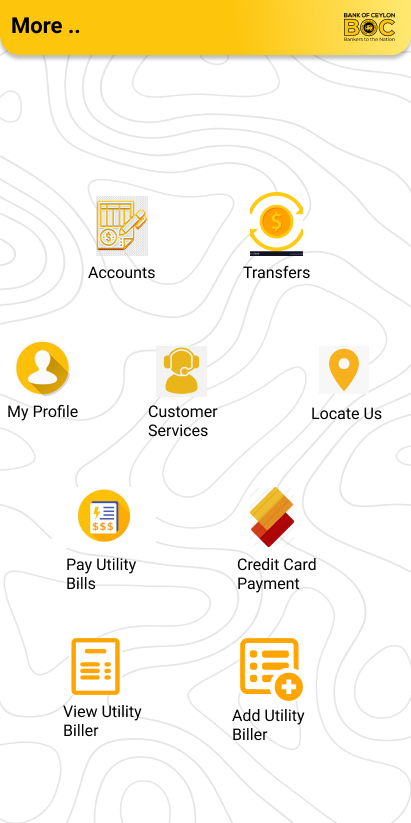 More ..
BANK OF CEYLON
BOC
Bankers to the Nation
Accounts
Transfers
My Profile
Customer
Services
Locate Us
$$$
Pay Utility
Bills
Credit Card
Payment
View Utility
Biller
Add Utility
Biller